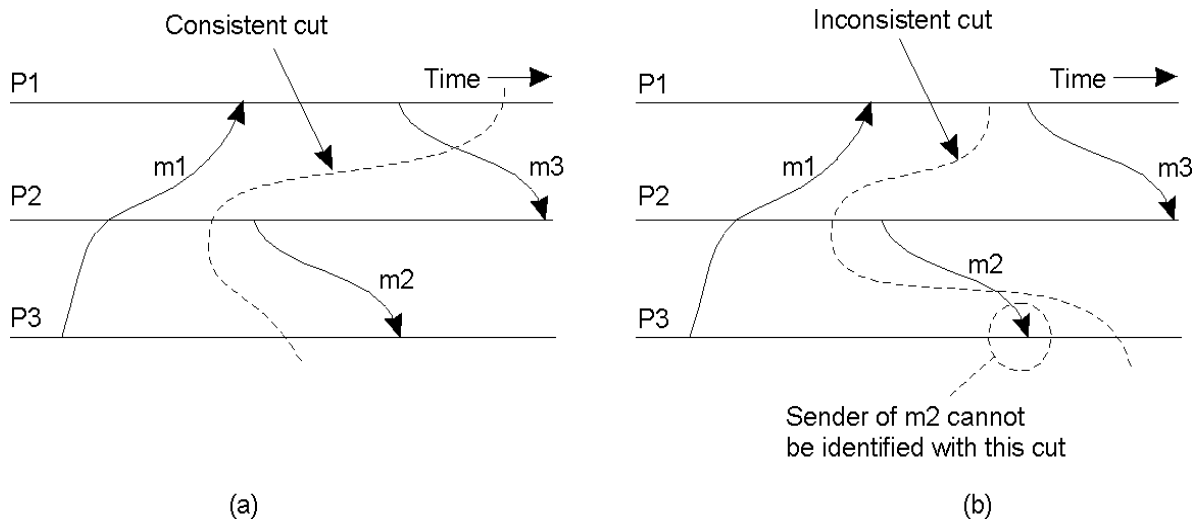 Consistent cut
Time
P1
m1
m3
P2
m2
P3
(a)
Inconsistent cut
Time
P1
m1
m3
P2
m2
P3
Sender of m2 cannot
be identified with this cut
(b)